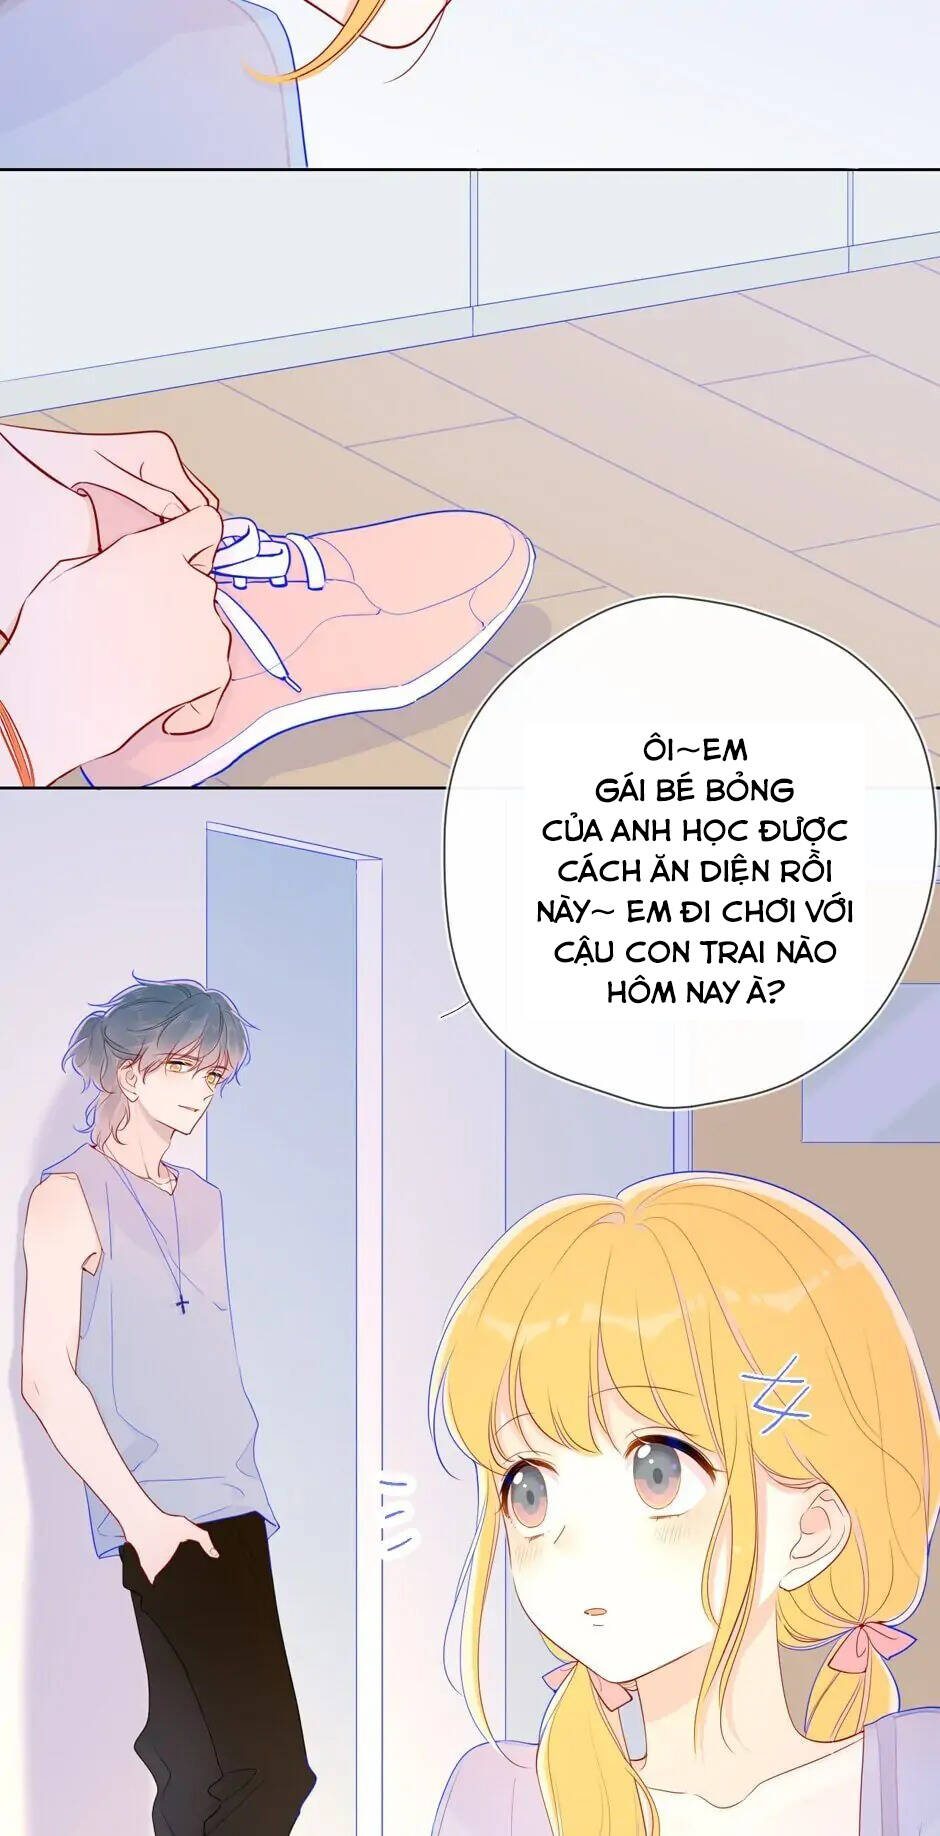 ÔI~EM
GÁI BÉ BỎNG
CỦA ANH HỌC ĐƯỢC
CÁCH ĂN DIỆN RỒI
NÀY~ EM ĐI CHƠI VỚI
CẬU CON TRAI NÀO
HÔM NAY À?